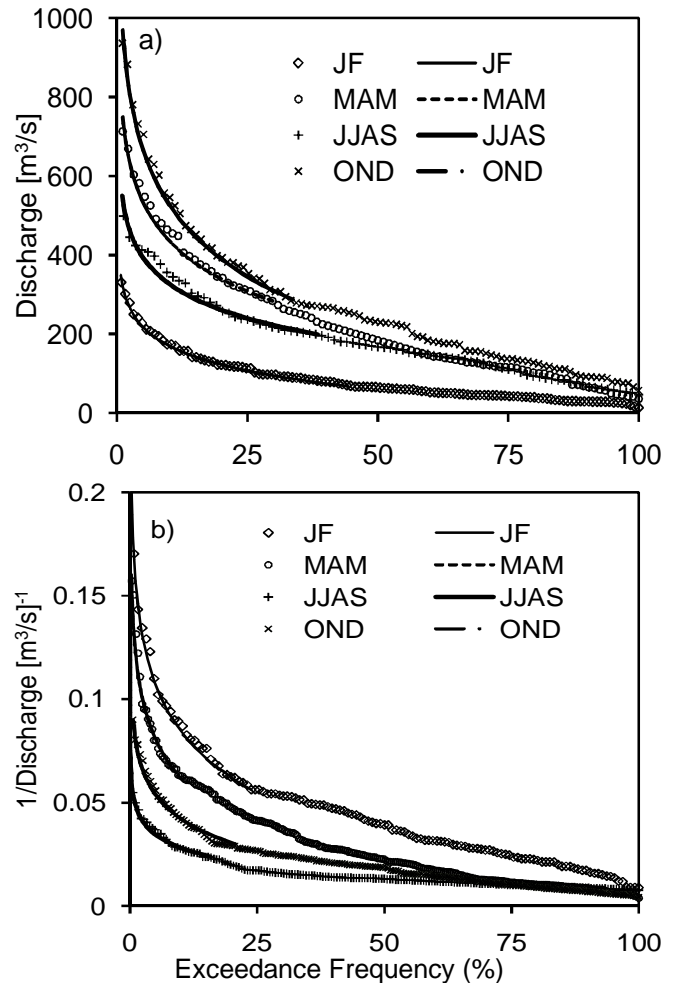 1000
800
600
400
200
0
Discharge [m³/s]
a)
JF JF
MAM MAM
JJAS JJAS
OND OND
0 25 50 75 100
0.2
0.15
0.1
0.05
0
1/Discharge [m³/s]⁻¹
b)
JF JF
MAM MAM
JJAS JJAS
OND OND
0 25 50 75 100
Exceedance Frequency (%)